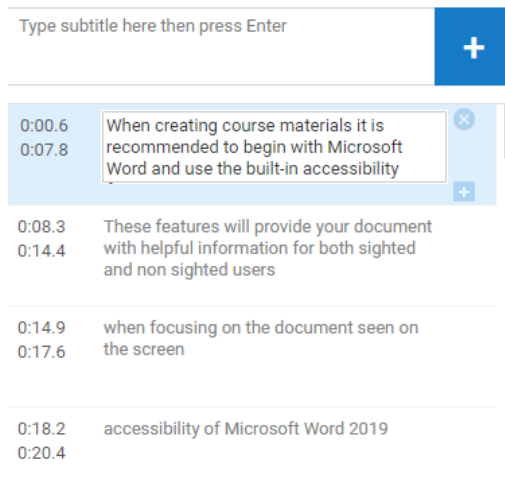 Type subtitle here then press Enter
+
0:00.6
0:07.8
When creating course materials it is
recommended to begin with Microsoft
Word and use the built-in accessibility
0:08.3
0:14.4
These features will provide your document
with helpful information for both sighted
and non sighted users
0:14.9
0:17.6
when focusing on the document seen on
the screen
0:18.2
0:20.4
accessibility of Microsoft Word 2019